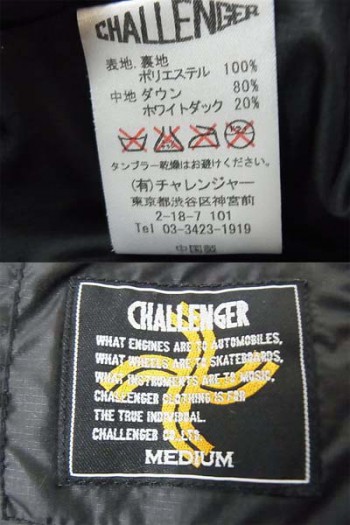 CHALLENGER
表地.裏地
ポリエステル 100%
中地 ダウン 80%
ホワイトダック 20%
タンブラー乾燥はお避けください。
(有)チャレンジャー
東京都渋谷区神宮前
2-18-7 101
Tel 03-3423-1919
中国製
CHALLENGER
WHAT ENGINES ARE TO AUTOMOBILES,
WHAT WHEELS ARE TO SKATEBOARDS,
WHAT INSTRUMENTS ARE TO MUSIC,
CHALLENGER CLOTHING IS FOR
THE TRUE INDIVIDUAL.
CHALLENGER CO.LTD.
MEDIUM